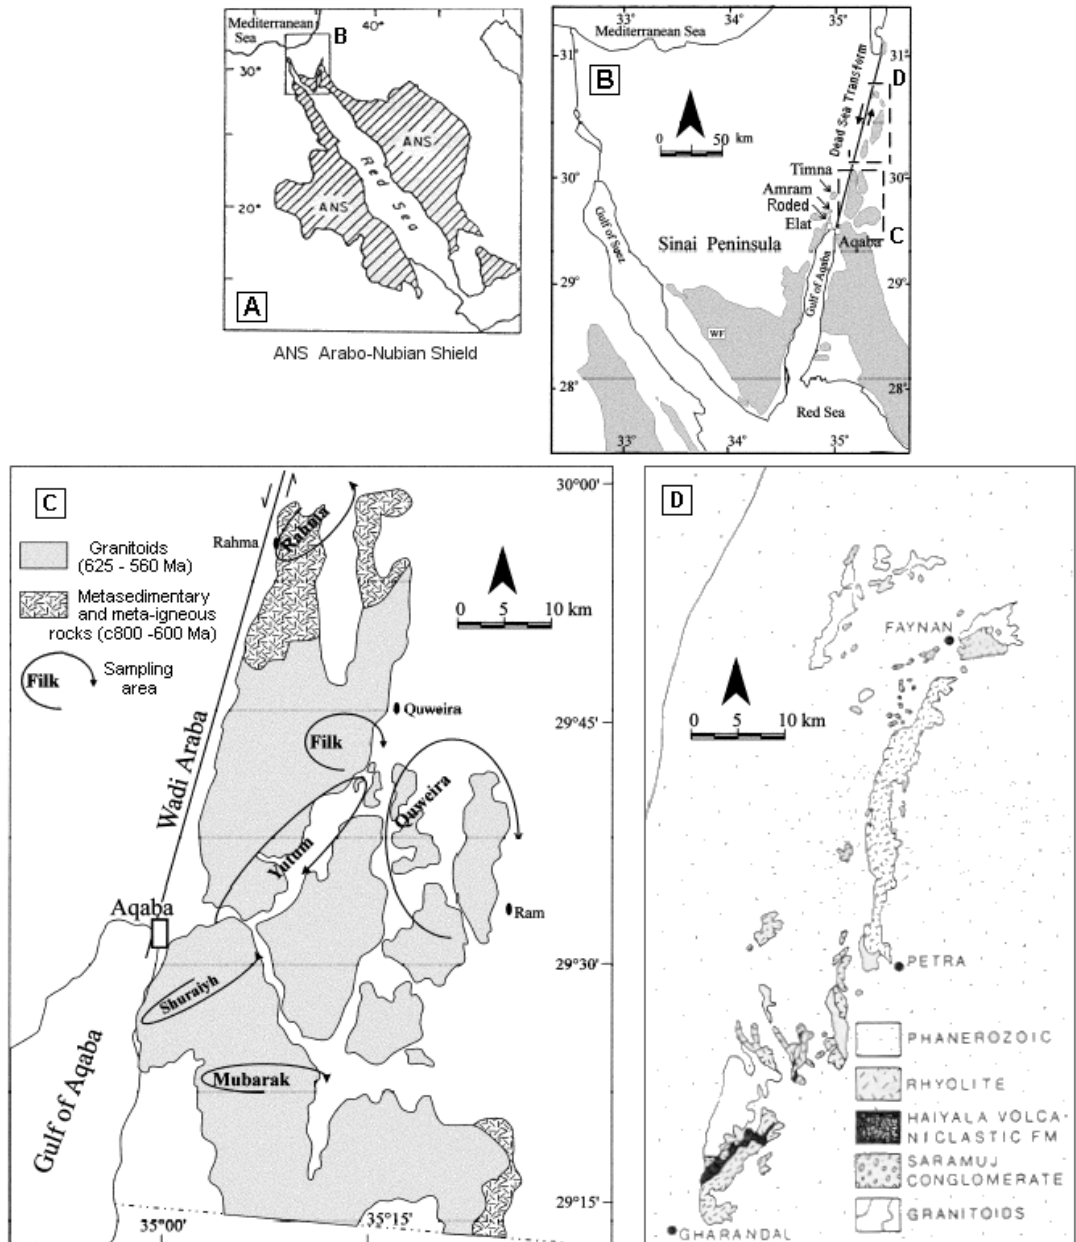 Mediterranean
Sea
40°
B
30°
ANS
Red Sea
ANS
20°
A
ANS Arabo-Nubian Shield
33°
34°
35°
Mediterranean Sea
31°
31°
B
D
Dead Sea Transform
0 50 km
Timna
30°
30°
Amram
Roded
Elat
Gulf of Suez
Sinai Peninsula
Aqaba
C
Gulf of Aqaba
29°
29°
WF
28°
28°
Red Sea
33°
34°
35°
C
30°00'
Rahma
Rahma
Granitoids
(625 - 560 Ma)
Metasedimentary
and meta-igneous
rocks (c800 -600 Ma)
0 5 10 km
Filk
Sampling
area
Wadi Araba
Quweira
29°45'
Filk
Quweira
Yutum
Aqaba
Ram
29°30'
Shuraiyh
Mubarak
Gulf of Aqaba
29°15'
35°00'
35°15'
D
FAYNAN
0 5 10 km
PETRA
PHANEROZOIC
RHYOLITE
HAIYALA VOLCA-
NICLASTIC FM
SARAMUJ
CONGLOMERATE
GRANITOIDS
GHARANDAL